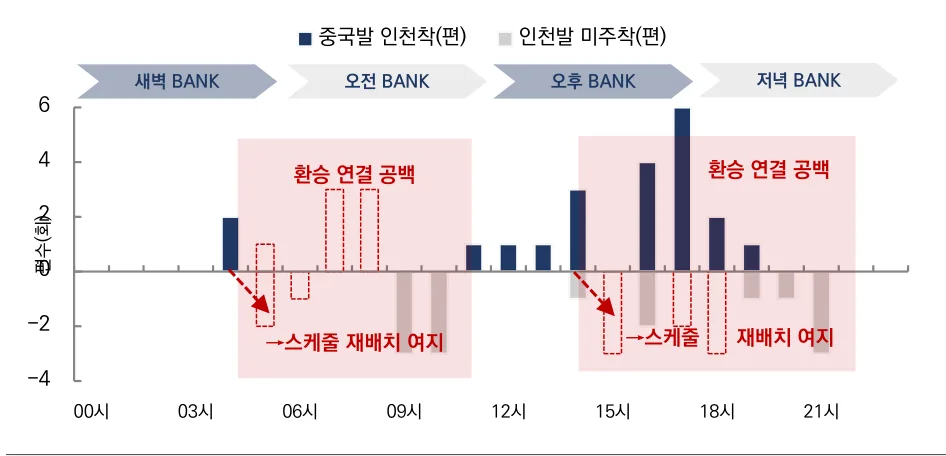 중국발 인천착(편) 인천발 미주착(편)
새벽 BANK 오전 BANK 오후 BANK 저녁 BANK
6
4
2
0
-2
-4
편수(회)
환승 연결 공백
환승 연결 공백
→스케줄 재배치 여지
→스케줄 재배치 여지
00시 03시 06시 09시 12시 15시 18시 21시